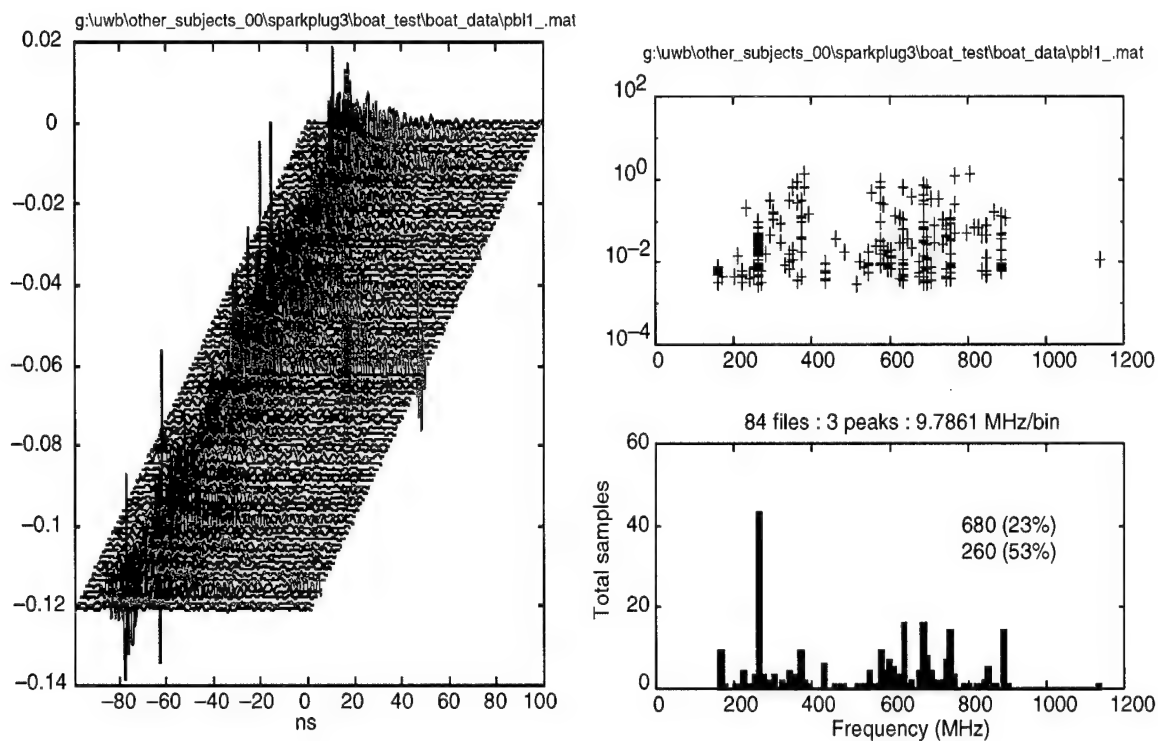 g:\uwb\other_subjects_00\sparkplug3\boat_test\boat_data\pbl1_.mat
0.02
0
−0.02
−0.04
−0.06
−0.08
−0.1
−0.12
−0.14
−80 −60 −40 −20 0 20 40 60 80 100
ns
g:\uwb\other_subjects_00\sparkplug3\boat_test\boat_data\pbl1_.mat
10^2
10^0
10^−2
10^−4
0 200 400 600 800 1000 1200
84 files : 3 peaks : 9.7861 MHz/bin
60
40
20
0
Total samples
680 (23%)
260 (53%)
0 200 400 600 800 1000 1200
Frequency (MHz)